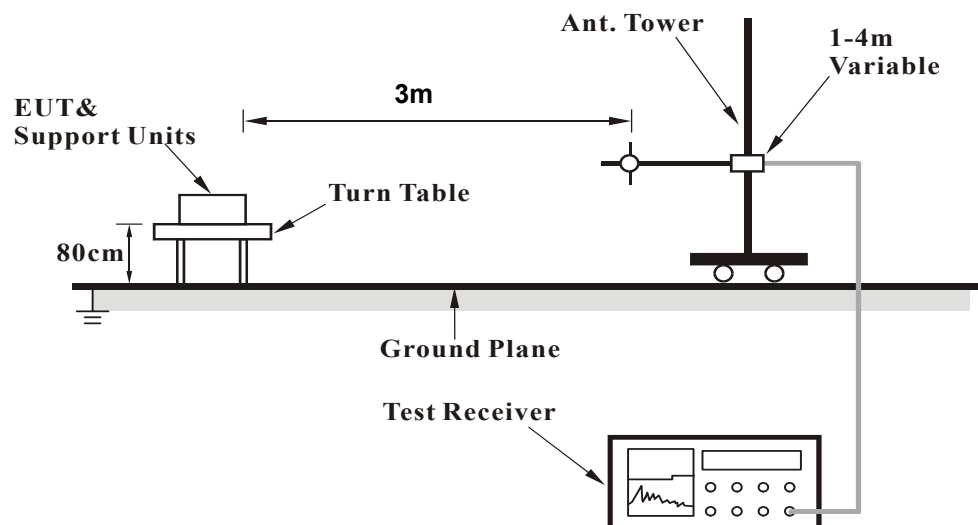 Ant. Tower
1-4m
Variable
3m
EUT&
Support Units
Turn Table
80cm
Ground Plane
Test Receiver